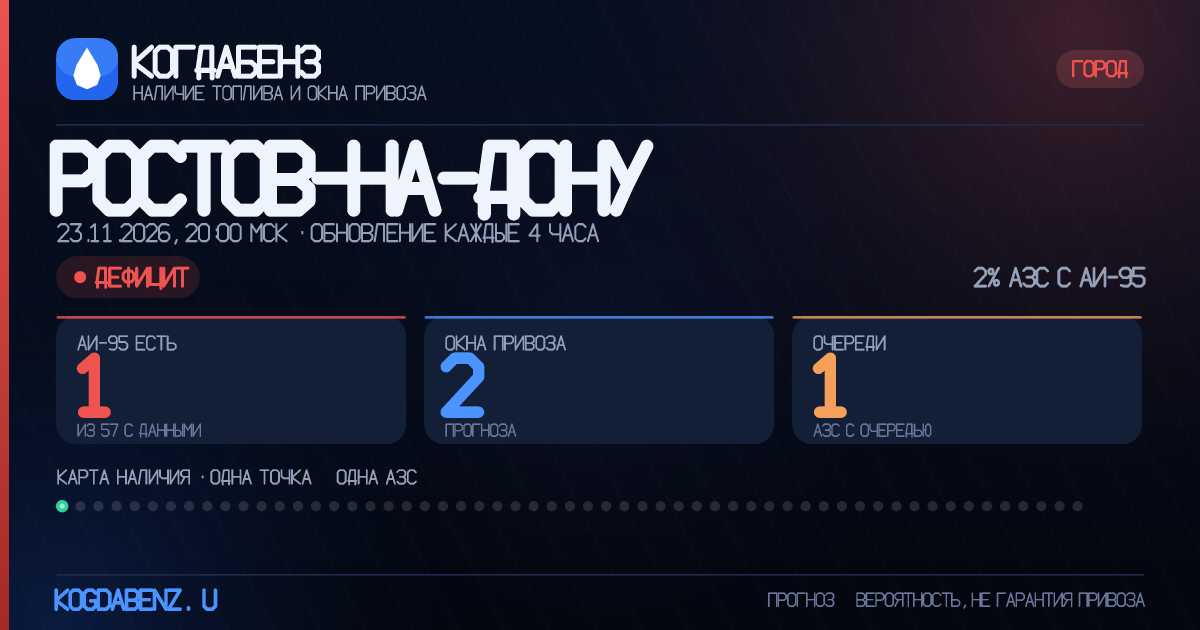 КОГДАБЕНЗ
НАЛИЧИЕ ТОПЛИВА И ОКНА ПРИВОЗА
ГОРОД
РОСТОВ-НА-ДОНУ
23.11.2026, 20:00 МСК · ОБНОВЛЕНИЕ КАЖДЫЕ 4 ЧАСА
ДЕФИЦИТ
2% АЗС С АИ-95
АИ-95 ЕСТЬ
1
ИЗ 57 С ДАННЫМИ
ОКНА ПРИВОЗА
2
ПРОГНОЗА
ОЧЕРЕДИ
1
АЗС С ОЧЕРЕДЬЮ
КАРТА НАЛИЧИЯ · ОДНА ТОЧКА ОДНА АЗС
KOGDABENZ. U
ПРОГНОЗ ВЕРОЯТНОСТЬ, НЕ ГАРАНТИЯ ПРИВОЗА